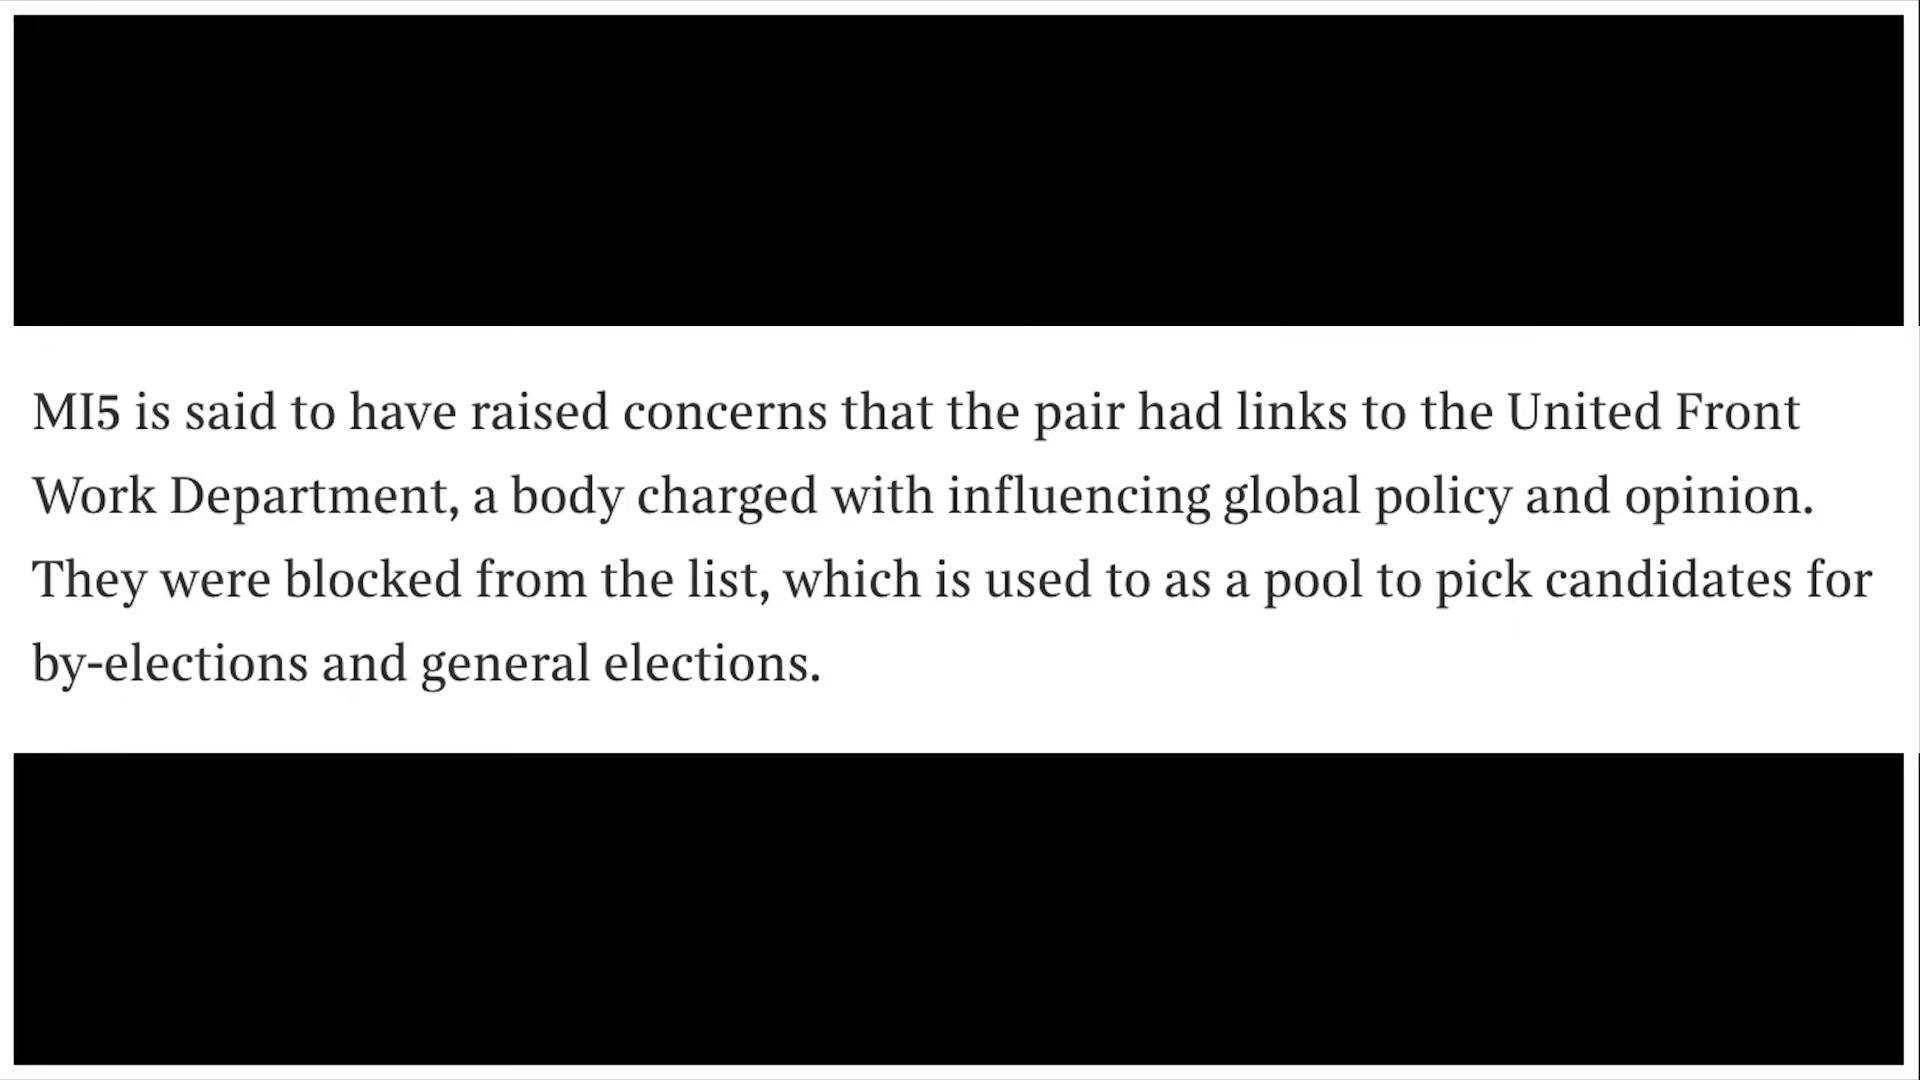 MI5 is said to have raised concerns that the pair had links to the United Front
Work Department, a body charged with influencing global policy and opinion.
They were blocked from the list, which is used to as a pool to pick candidates for
by-elections and general elections.